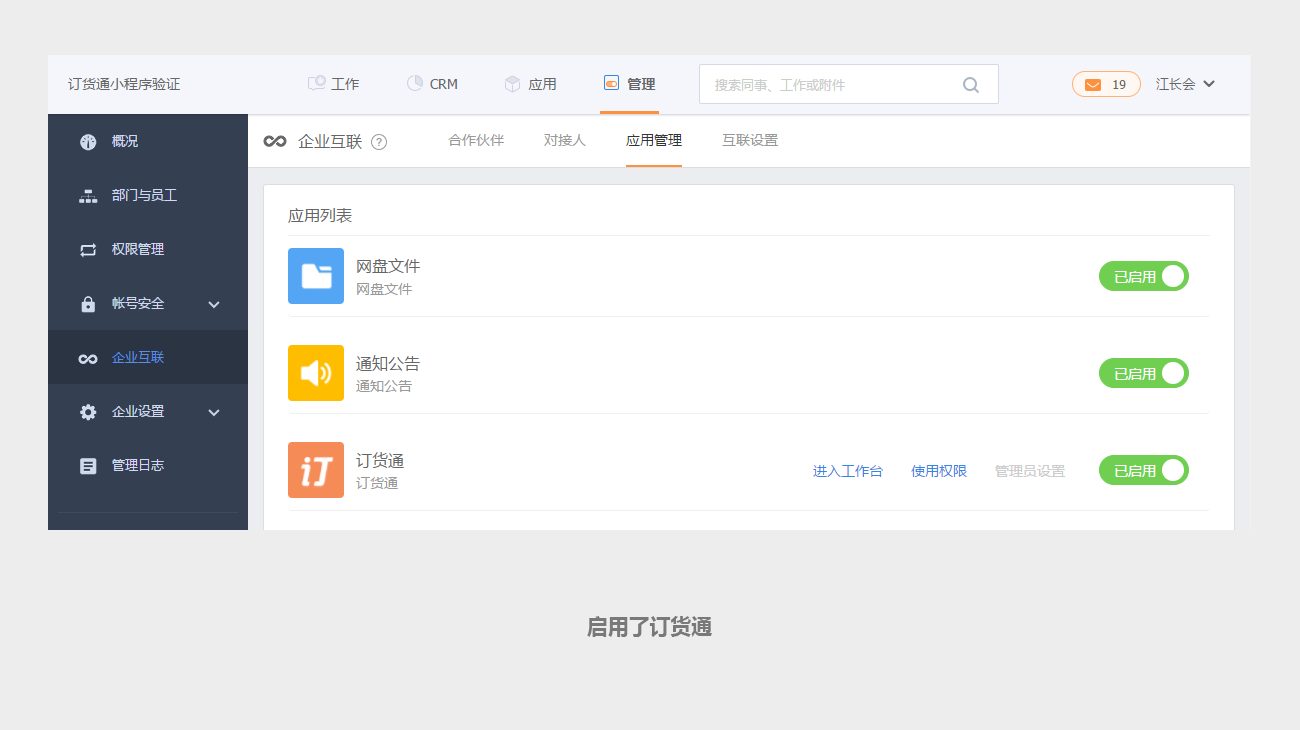 订货通小程序验证 工作 CRM 应用 管理 搜索同事、工作或附件 19 江长会
概况
部门与员工
权限管理
帐号安全
企业互联
企业设置
管理日志
企业互联 ? 合作伙伴 对接人 应用管理 互联设置
应用列表
网盘文件
网盘文件
已启用
通知公告
通知公告
已启用
iT
订货通
订货通
进入工作台 使用权限 管理员设置 已启用
启用了订货通